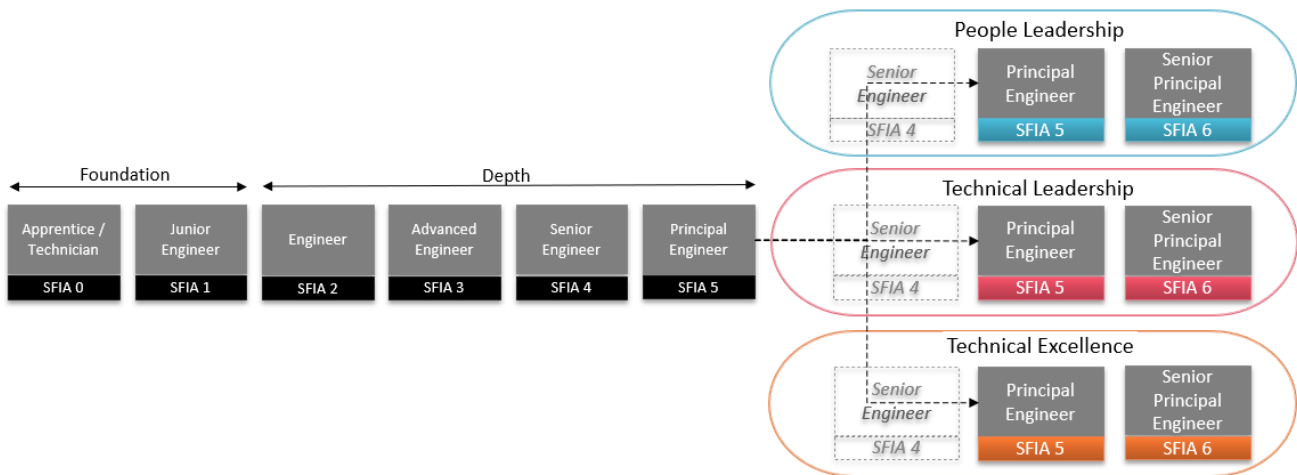 People Leadership
Senior
Engineer
SFIA 4
Principal
Engineer
SFIA 5
Senior
Principal
Engineer
SFIA 6
Foundation
Depth
Apprentice /
Technician
SFIA 0
Junior
Engineer
SFIA 1
Engineer
SFIA 2
Advanced
Engineer
SFIA 3
Senior
Engineer
SFIA 4
Principal
Engineer
SFIA 5
Technical Leadership
Senior
Engineer
SFIA 4
Principal
Engineer
SFIA 5
Senior
Principal
Engineer
SFIA 6
Technical Excellence
Senior
Engineer
SFIA 4
Principal
Engineer
SFIA 5
Senior
Principal
Engineer
SFIA 6